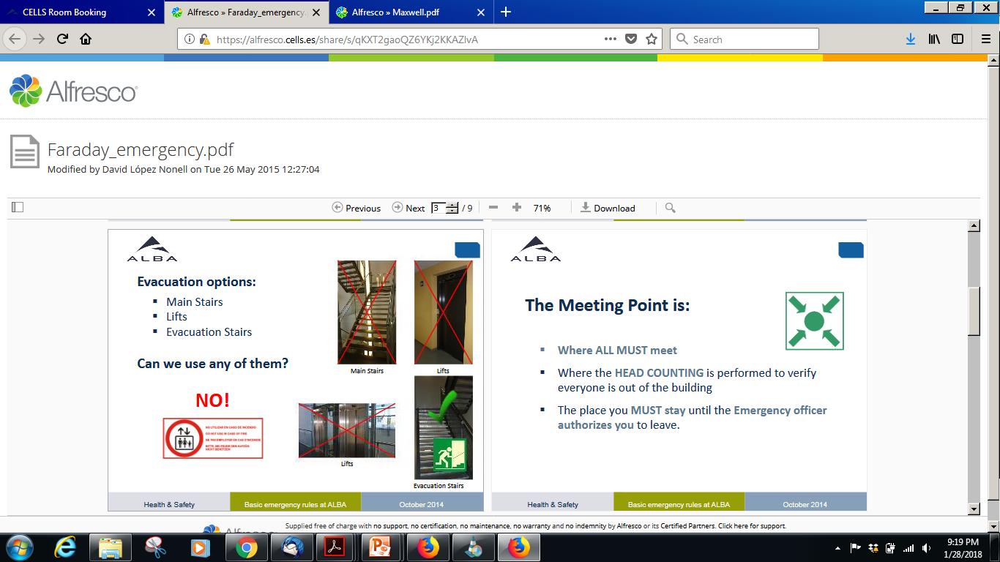 CELLS Room Booking
Alfresco » Faraday_emergency.
Alfresco » Maxwell.pdf
https://alfresco.cells.es/share/s/qKXT2gaoQZ6YKj2KKAZlvA
Search
Alfresco
Faraday_emergency.pdf
Modified by David López Nonell on Tue 26 May 2015 12:27:04
Previous Next 3 / 9 71% Download
ALBA
Evacuation options:
Main Stairs
Lifts
Evacuation Stairs
Can we use any of them?
NO!
NO UTILIZAR EN CASO DE INCENDIO
DO NOT USE IN CASE OF FIRE
NE PAS EMPLOYER EN CAS D'INCENDIE
BITTE, BEI FEUER DEN AUFZUG
NICHT BENÜTZEN
Main Stairs
Lifts
Lifts
Evacuation Stairs
Health & Safety
Basic emergency rules at ALBA
October 2014
ALBA
The Meeting Point is:
Where ALL MUST meet
Where the HEAD COUNTING is performed to verify
everyone is out of the building
The place you MUST stay until the Emergency officer
authorizes you to leave.
Health & Safety
Basic emergency rules at ALBA
October 2014
Supplied free of charge with no support, no certification, no maintenance, no warranty and no indemnity by Alfresco or its Certified Partners. Click here for support.
9:19 PM
1/28/2018